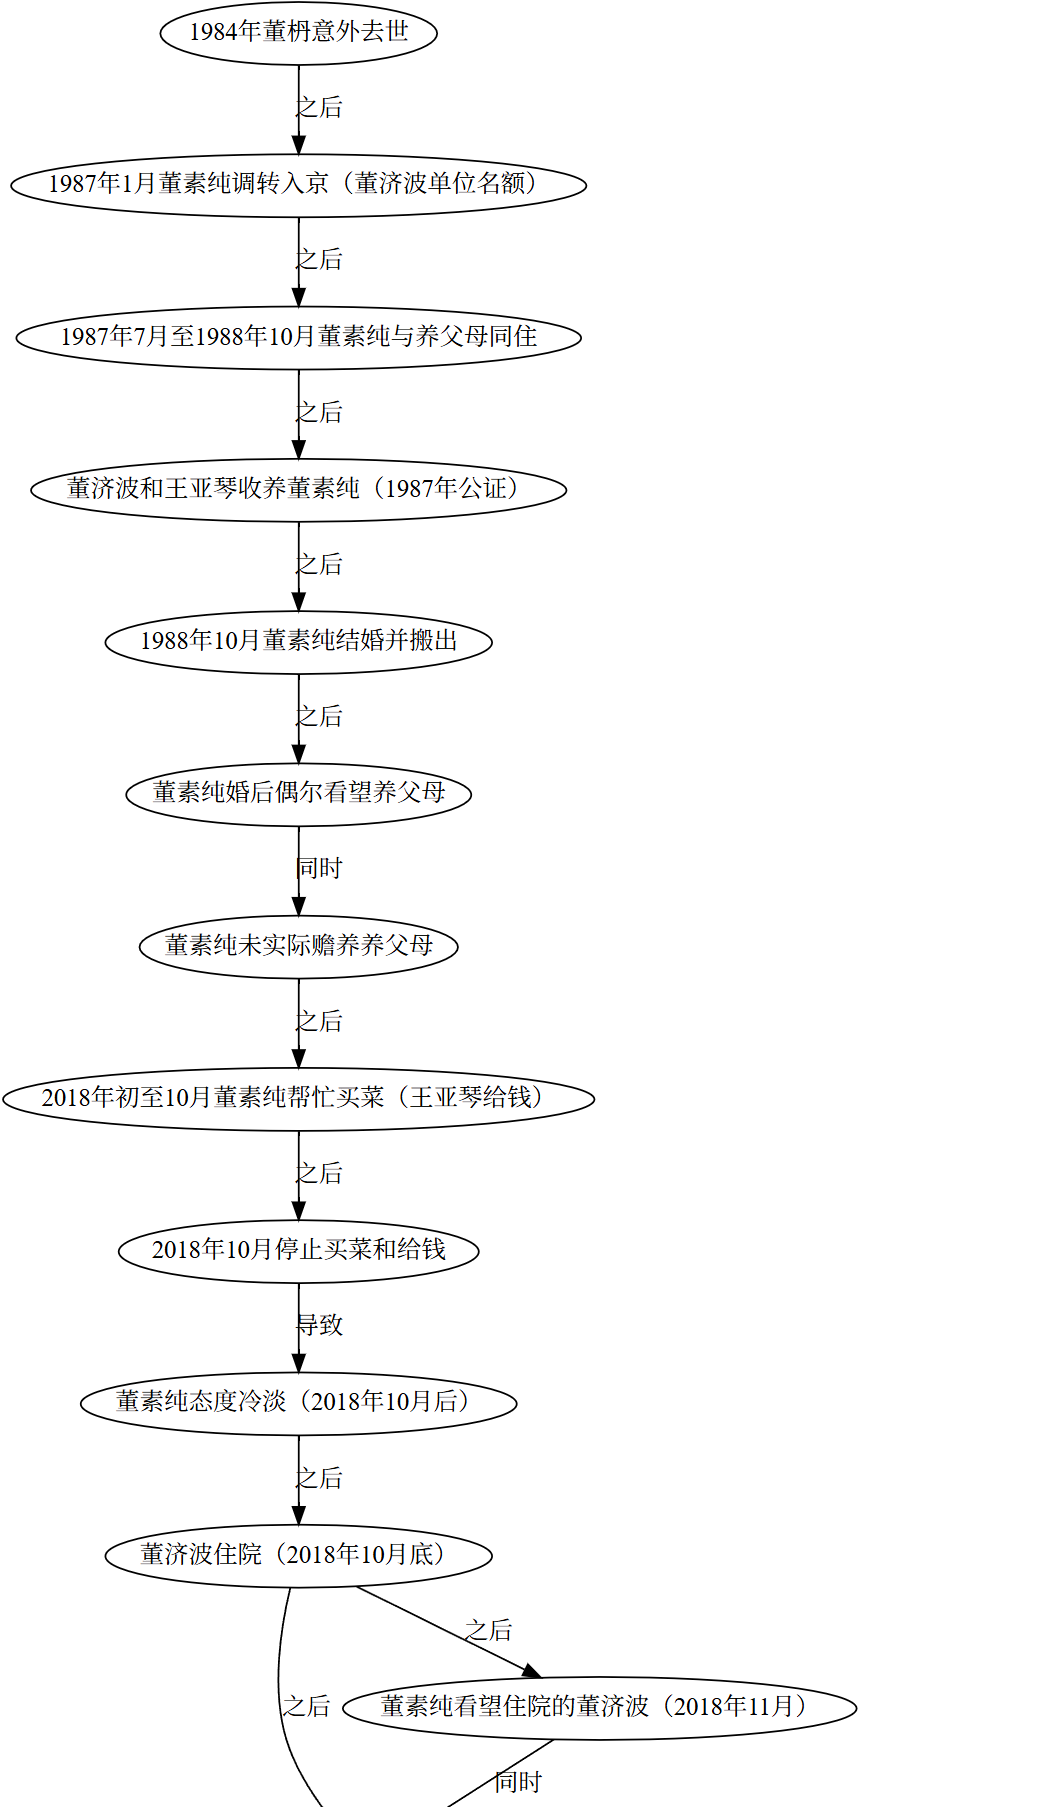 1984年董枬意外去世
之后
1987年1月董素纯调转入京（董济波单位名额）
之后
1987年7月至1988年10月董素纯与养父母同住
之后
董济波和王亚琴收养董素纯（1987年公证）
之后
1988年10月董素纯结婚并搬出
之后
董素纯婚后偶尔看望养父母
同时
董素纯未实际赡养养父母
之后
2018年初至10月董素纯帮忙买菜（王亚琴给钱）
之后
2018年10月停止买菜和给钱
导致
董素纯态度冷淡（2018年10月后）
之后
董济波住院（2018年10月底）
之后
之后
董素纯看望住院的董济波（2018年11月）
同时